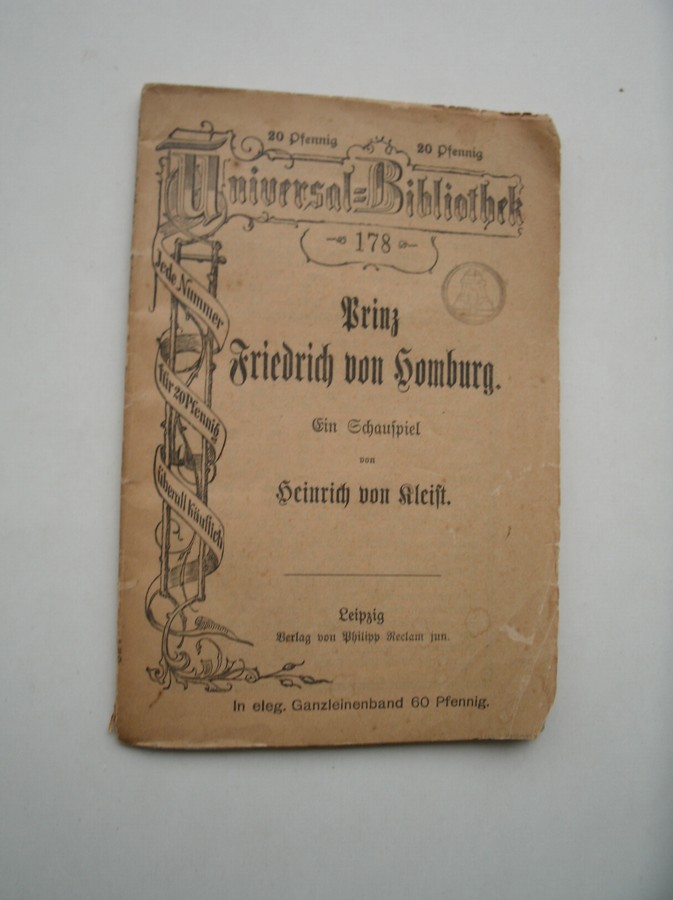 20 Pfennig 20 Pfennig
Universal=Bibliothek
178
Jede Nummer
für 20 Pfennig
überall käuflich
Prinz
Friedrich von Homburg.
Ein Schauſpiel
von
Heinrich von Kleiſt.
Leipzig
Verlag von Philipp Reclam jun.
In eleg. Ganzleinenband 60 Pfennig.